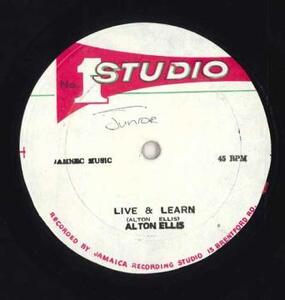 No. 1 STUDIO
Junior
JAMREC MUSIC 45 RPM
LIVE & LEARN
(ALTON ELLIS)
ALTON ELLIS
RECORDED BY JAMAICA RECORDING STUDIO 13 BRENTFORD RD.